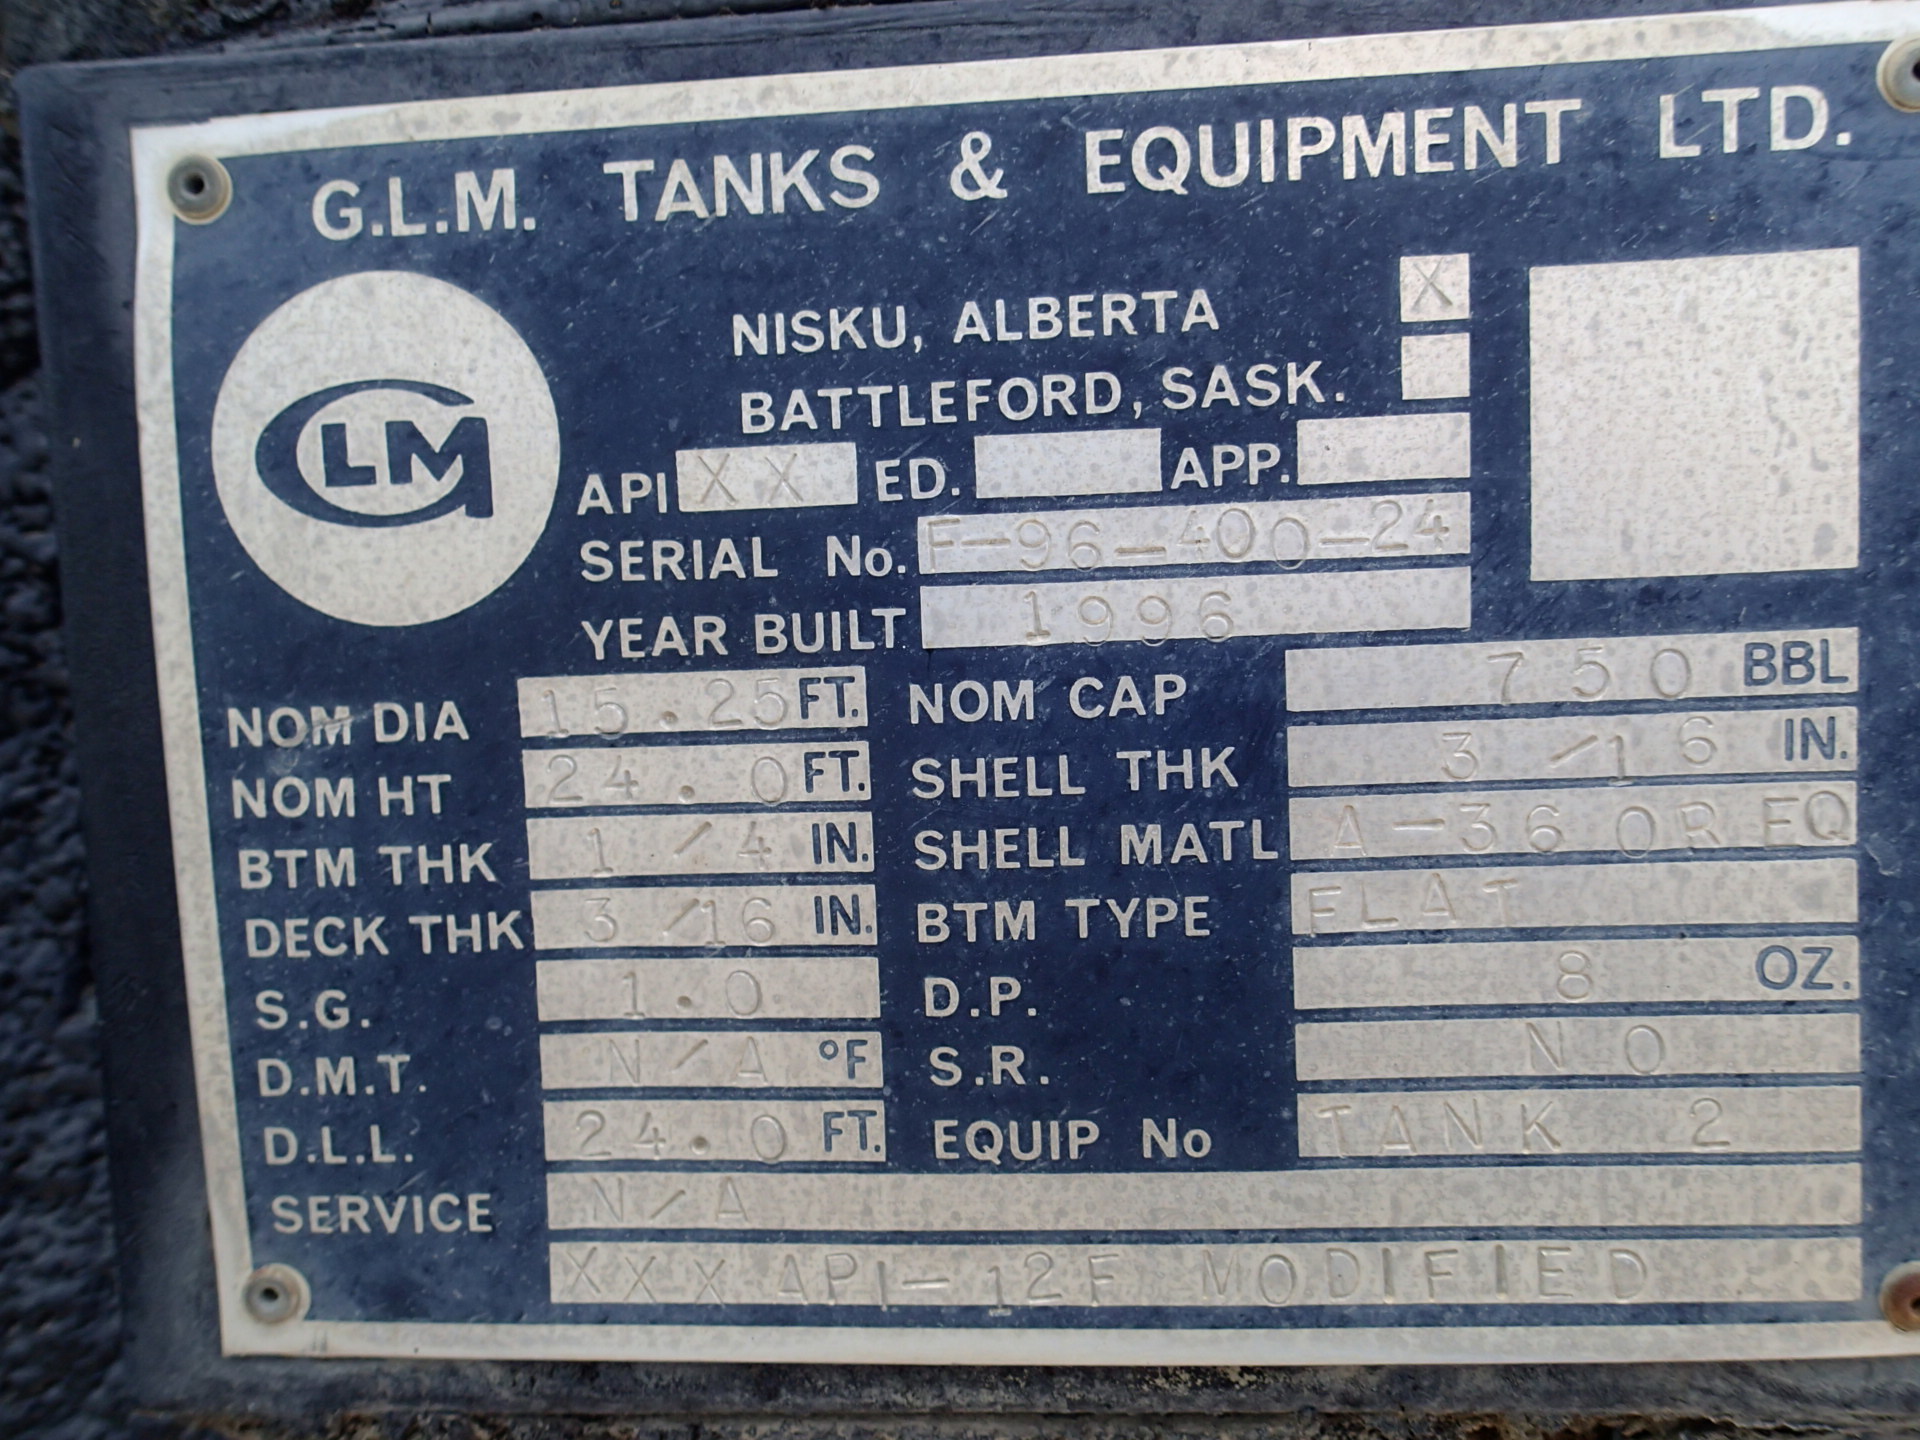 G.L.M. TANKS & EQUIPMENT LTD.
GLM
NISKU, ALBERTA X
BATTLEFORD, SASK.
API XX ED. APP.
SERIAL No. F-96-400-24
YEAR BUILT 1996
NOM DIA 15.25 FT. NOM CAP 750 BBL
NOM HT 24.0 FT. SHELL THK 3/16 IN.
BTM THK 1/4 IN. SHELL MATL A-36 OR EQ
DECK THK 3/16 IN. BTM TYPE FLAT
S.G. 1.0 D.P. 8 OZ.
D.M.T. N/A °F S.R. NO
D.L.L. 24.0 FT. EQUIP No TANK 2
SERVICE N/A
XXX API-12F MODIFIED